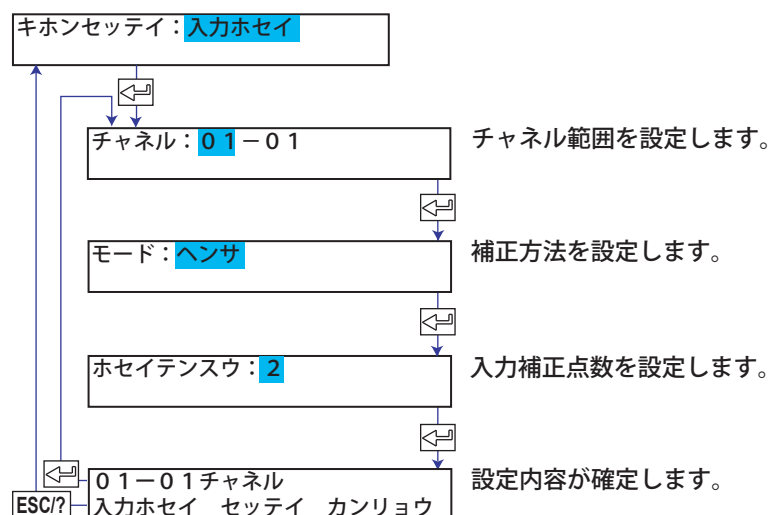 キホンセッテイ：入力ホセイ
チャネル：０１－０１
チャネル範囲を設定します。
モード：ヘンサ
補正方法を設定します。
ホセイテンスウ：２
入力補正点数を設定します。
０１－０１チャネル
設定内容が確定します。
ESC/?
入力ホセイ　セッテイ　カンリョウ